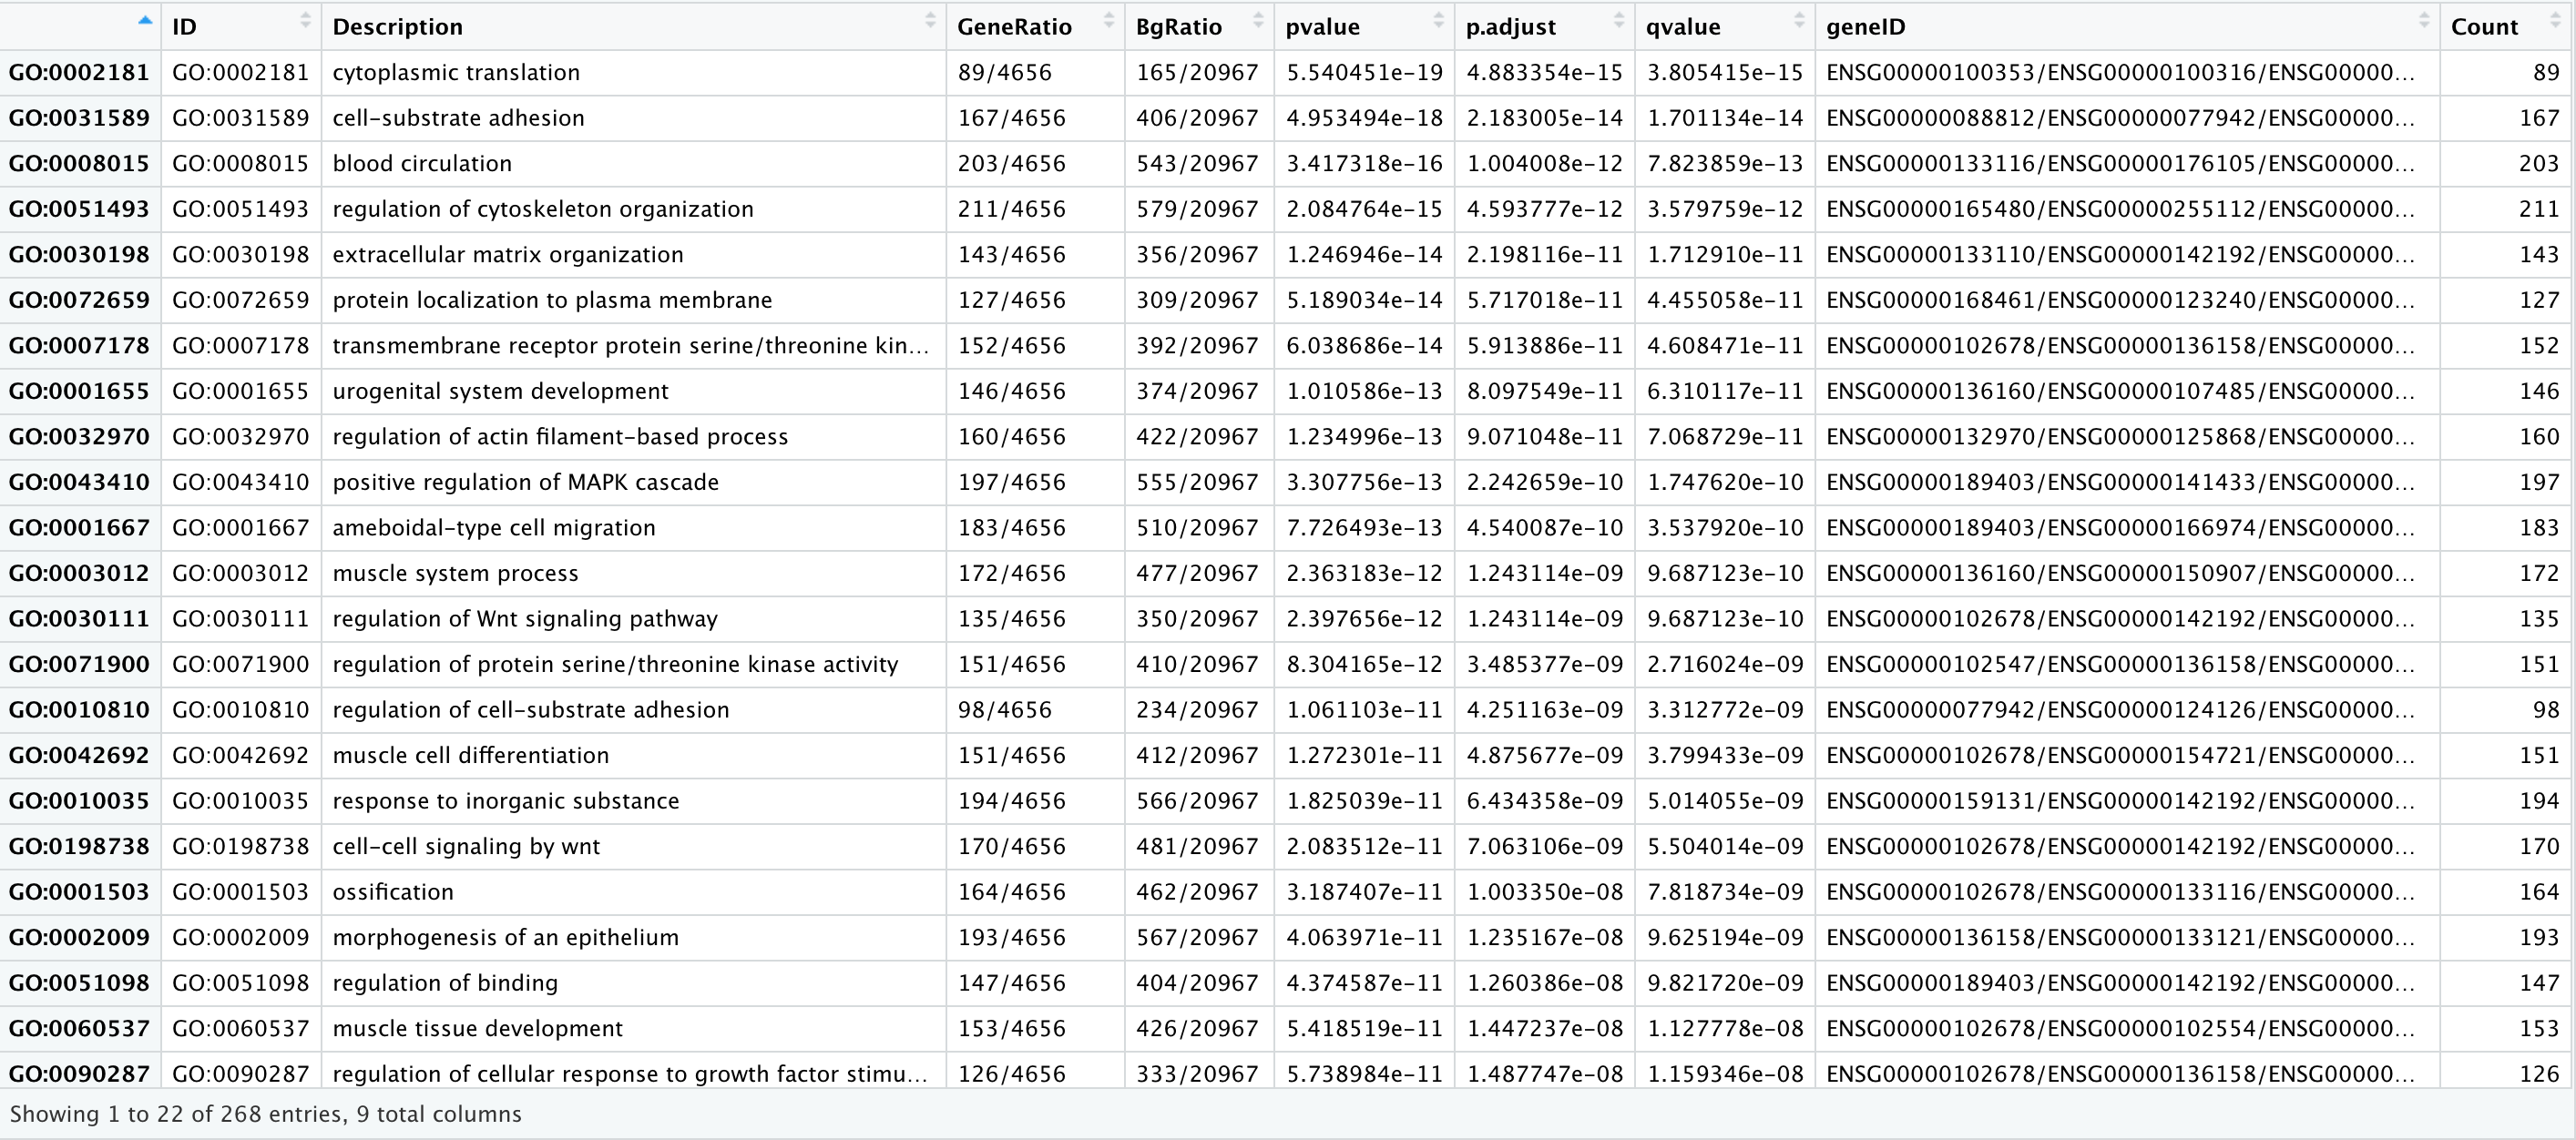 ID Description GeneRatio BgRatio pvalue p.adjust qvalue geneID Count
GO:0002181 GO:0002181 cytoplasmic translation 89/4656 165/20967 5.540451e-19 4.883354e-15 3.805415e-15 ENSG00000100353/ENSG00000100316/ENSG00000... 89
GO:0031589 GO:0031589 cell-substrate adhesion 167/4656 406/20967 4.953494e-18 2.183005e-14 1.701134e-14 ENSG00000088812/ENSG00000077942/ENSG00000... 167
GO:0008015 GO:0008015 blood circulation 203/4656 543/20967 3.417318e-16 1.004008e-12 7.823859e-13 ENSG00000133116/ENSG00000176105/ENSG00000... 203
GO:0051493 GO:0051493 regulation of cytoskeleton organization 211/4656 579/20967 2.084764e-15 4.593777e-12 3.579759e-12 ENSG00000165480/ENSG00000255112/ENSG00000... 211
GO:0030198 GO:0030198 extracellular matrix organization 143/4656 356/20967 1.246946e-14 2.198116e-11 1.712910e-11 ENSG00000133110/ENSG00000142192/ENSG00000... 143
GO:0072659 GO:0072659 protein localization to plasma membrane 127/4656 309/20967 5.189034e-14 5.717018e-11 4.455058e-11 ENSG00000168461/ENSG00000123240/ENSG00000... 127
GO:0007178 GO:0007178 transmembrane receptor protein serine/threonine kin... 152/4656 392/20967 6.038686e-14 5.913886e-11 4.608471e-11 ENSG00000102678/ENSG00000136158/ENSG00000... 152
GO:0001655 GO:0001655 urogenital system development 146/4656 374/20967 1.010586e-13 8.097549e-11 6.310117e-11 ENSG00000136160/ENSG00000107485/ENSG00000... 146
GO:0032970 GO:0032970 regulation of actin filament-based process 160/4656 422/20967 1.234996e-13 9.071048e-11 7.068729e-11 ENSG00000132970/ENSG00000125868/ENSG00000... 160
GO:0043410 GO:0043410 positive regulation of MAPK cascade 197/4656 555/20967 3.307756e-13 2.242659e-10 1.747620e-10 ENSG00000189403/ENSG00000141433/ENSG00000... 197
GO:0001667 GO:0001667 ameboidal-type cell migration 183/4656 510/20967 7.726493e-13 4.540087e-10 3.537920e-10 ENSG00000189403/ENSG00000166974/ENSG00000... 183
GO:0003012 GO:0003012 muscle system process 172/4656 477/20967 2.363183e-12 1.243114e-09 9.687123e-10 ENSG00000136160/ENSG00000150907/ENSG00000... 172
GO:0030111 GO:0030111 regulation of Wnt signaling pathway 135/4656 350/20967 2.397656e-12 1.243114e-09 9.687123e-10 ENSG00000102678/ENSG00000142192/ENSG00000... 135
GO:0071900 GO:0071900 regulation of protein serine/threonine kinase activity 151/4656 410/20967 8.304165e-12 3.485377e-09 2.716024e-09 ENSG00000102547/ENSG00000136158/ENSG00000... 151
GO:0010810 GO:0010810 regulation of cell-substrate adhesion 98/4656 234/20967 1.061103e-11 4.251163e-09 3.312772e-09 ENSG00000077942/ENSG00000124126/ENSG00000... 98
GO:0042692 GO:0042692 muscle cell differentiation 151/4656 412/20967 1.272301e-11 4.875677e-09 3.799433e-09 ENSG00000102678/ENSG00000154721/ENSG00000... 151
GO:0010035 GO:0010035 response to inorganic substance 194/4656 566/20967 1.825039e-11 6.434358e-09 5.014055e-09 ENSG00000159131/ENSG00000142192/ENSG00000... 194
GO:0198738 GO:0198738 cell-cell signaling by wnt 170/4656 481/20967 2.083512e-11 7.063106e-09 5.504014e-09 ENSG00000102678/ENSG00000142192/ENSG00000... 170
GO:0001503 GO:0001503 ossification 164/4656 462/20967 3.187407e-11 1.003350e-08 7.818734e-09 ENSG00000102678/ENSG00000133116/ENSG00000... 164
GO:0002009 GO:0002009 morphogenesis of an epithelium 193/4656 567/20967 4.063971e-11 1.235167e-08 9.625194e-09 ENSG00000136158/ENSG00000133121/ENSG00000... 193
GO:0051098 GO:0051098 regulation of binding 147/4656 404/20967 4.374587e-11 1.260386e-08 9.821720e-09 ENSG00000189403/ENSG00000142192/ENSG00000... 147
GO:0060537 GO:0060537 muscle tissue development 153/4656 426/20967 5.418519e-11 1.447237e-08 1.127778e-08 ENSG00000102678/ENSG00000102554/ENSG00000... 153
GO:0090287 GO:0090287 regulation of cellular response to growth factor stimu... 126/4656 333/20967 5.738984e-11 1.487747e-08 1.159346e-08 ENSG00000102678/ENSG00000136158/ENSG00000... 126
Showing 1 to 22 of 268 entries, 9 total columns